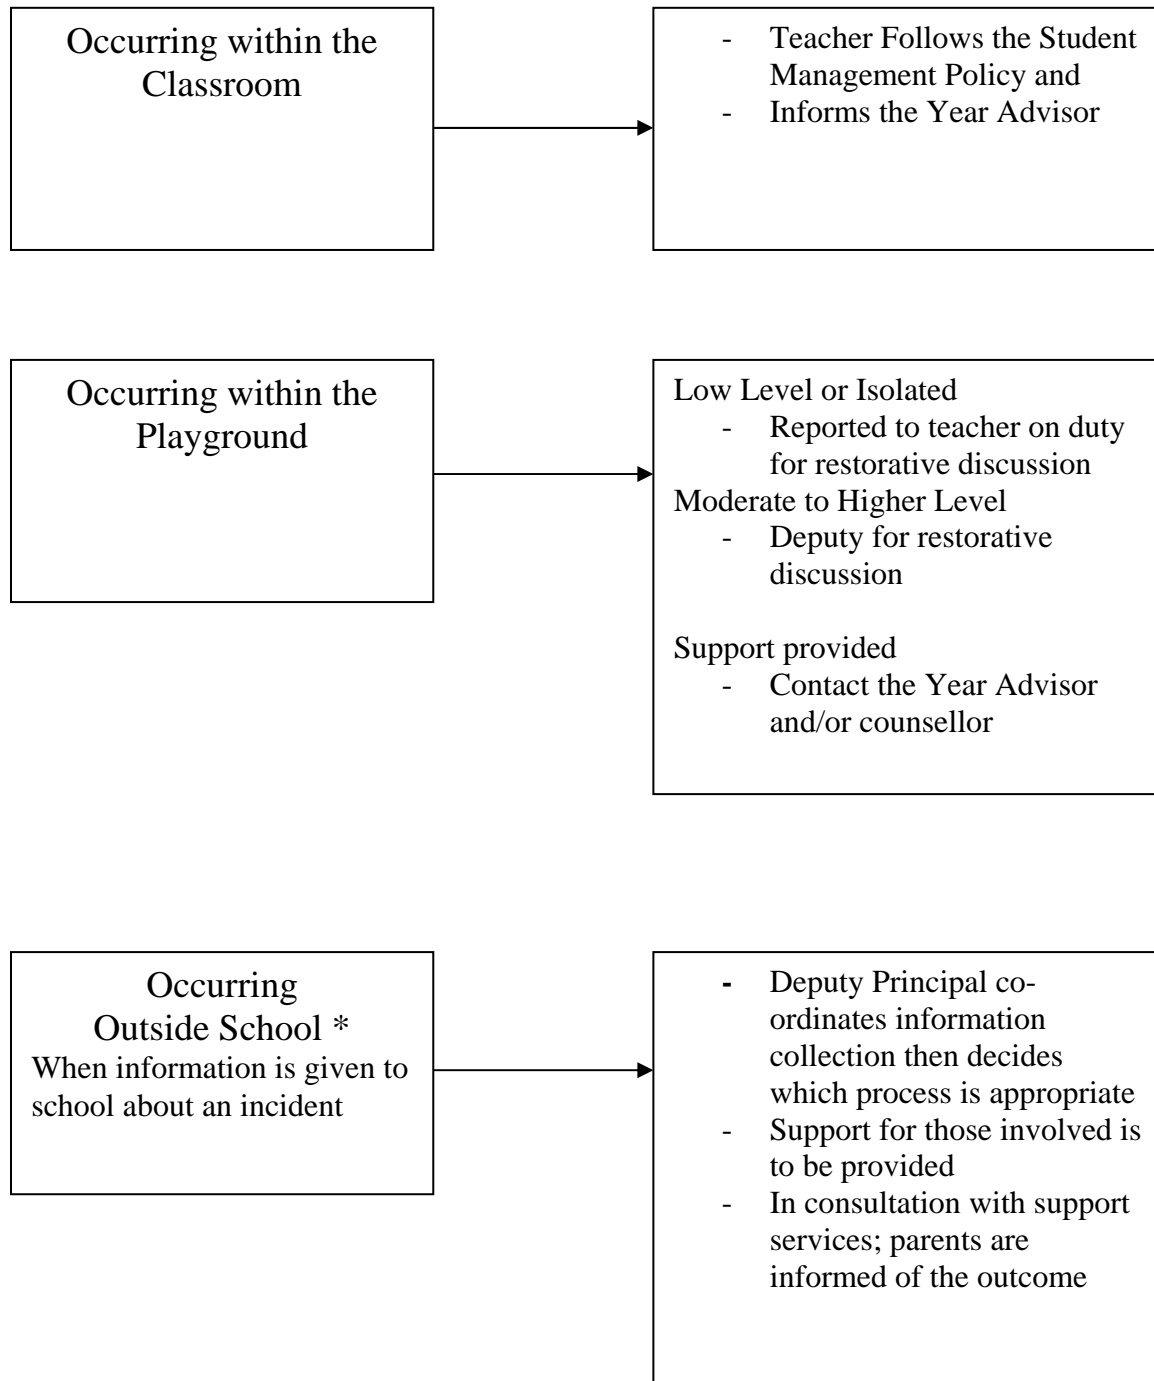 Occurring within the
Classroom
- Teacher Follows the Student
Management Policy and
- Informs the Year Advisor
Occurring within the
Playground
Low Level or Isolated
- Reported to teacher on duty
for restorative discussion
Moderate to Higher Level
- Deputy for restorative
discussion
Support provided
- Contact the Year Advisor
and/or counsellor
Occurring
Outside School *
When information is given to
school about an incident
- Deputy Principal co-
ordinates information
collection then decides
which process is appropriate
- Support for those involved is
to be provided
- In consultation with support
services; parents are
informed of the outcome